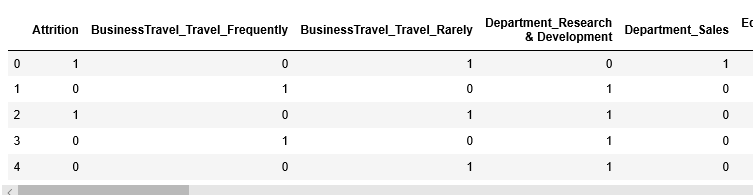 Attrition BusinessTravel_Travel_Frequently BusinessTravel_Travel_Rarely Department_Research & Development Department_Sales
0 1 0 1 0 1
1 0 1 0 1 0
2 1 0 1 1 0
3 0 1 0 1 0
4 0 0 1 1 0